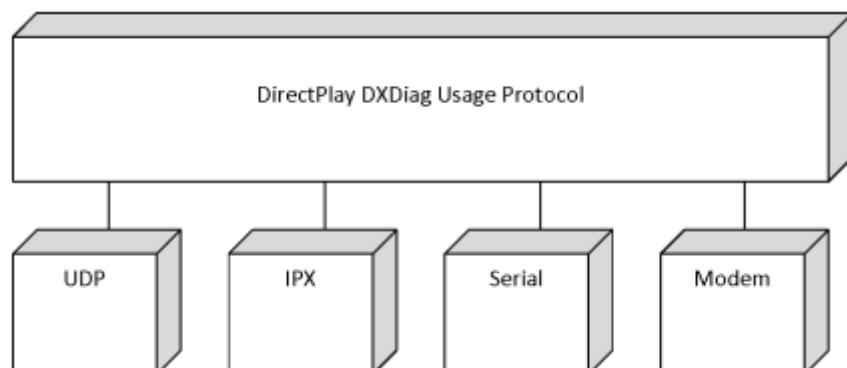 DirectPlay DXDiag Usage Protocol
UDP
IPX
Serial
Modem